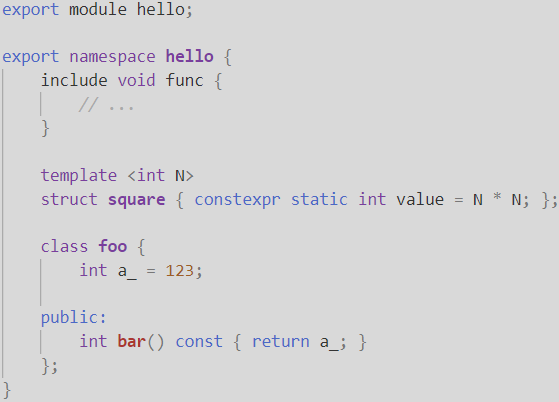 export module hello;

export namespace hello {
    include void func {
        // ...
    }

    template <int N>
    struct square { constexpr static int value = N * N; };

    class foo {
        int a_ = 123;

    public:
        int bar() const { return a_; }
    };
}